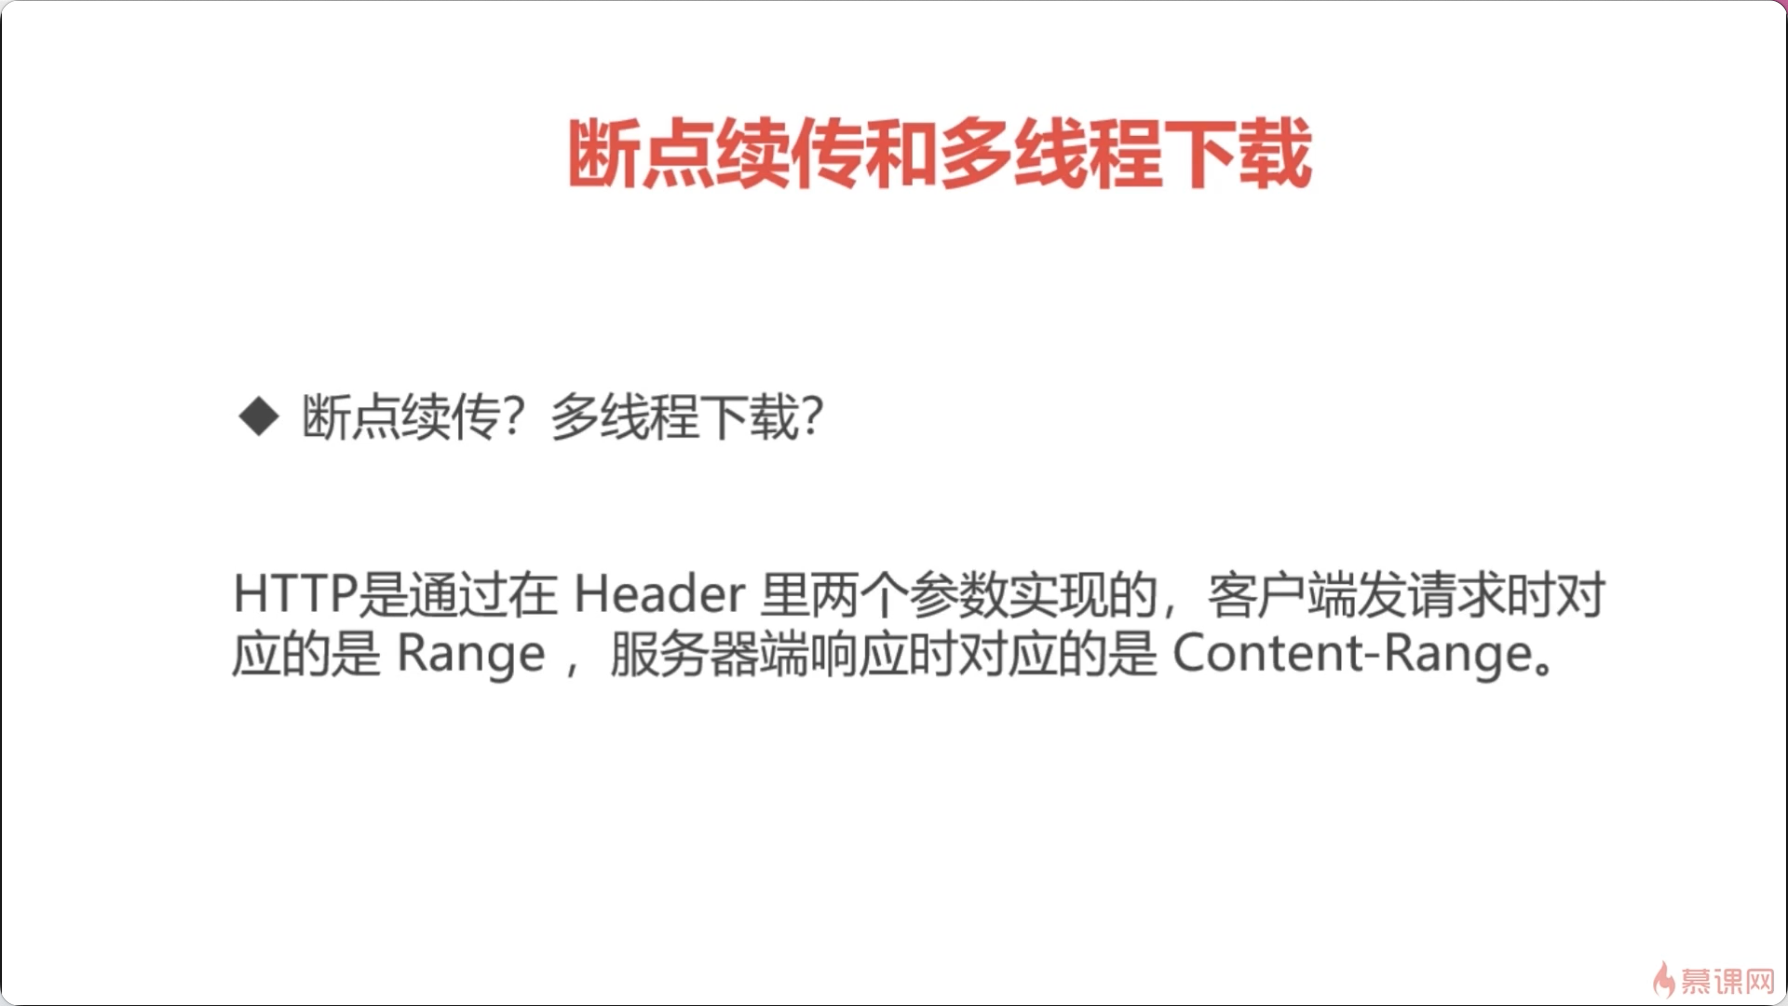 断点续传和多线程下载
◆ 断点续传？多线程下载？
HTTP是通过在 Header 里两个参数实现的，客户端发请求时对
应的是 Range ，服务器端响应时对应的是 Content-Range。
慕课网